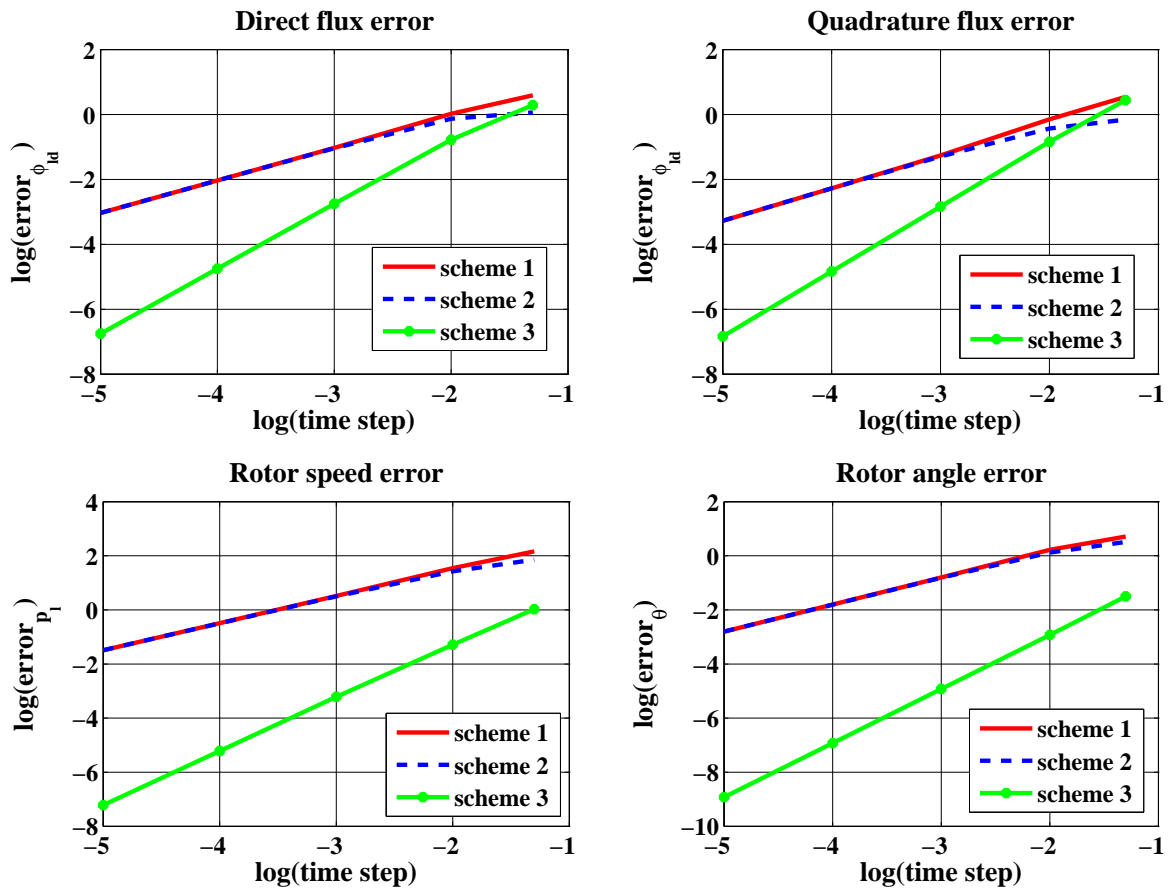 Direct flux error
2
0
−2
−4
−6
−8
log(error_ϕ_ld)
scheme 1
scheme 2
scheme 3
−5 −4 −3 −2 −1
log(time step)
Quadrature flux error
2
0
−2
−4
−6
−8
log(error_ϕ_ld)
scheme 1
scheme 2
scheme 3
−5 −4 −3 −2 −1
log(time step)
Rotor speed error
4
2
0
−2
−4
−6
−8
log(error_p_l)
scheme 1
scheme 2
scheme 3
−5 −4 −3 −2 −1
log(time step)
Rotor angle error
2
0
−2
−4
−6
−8
−10
log(error_θ)
scheme 1
scheme 2
scheme 3
−5 −4 −3 −2 −1
log(time step)